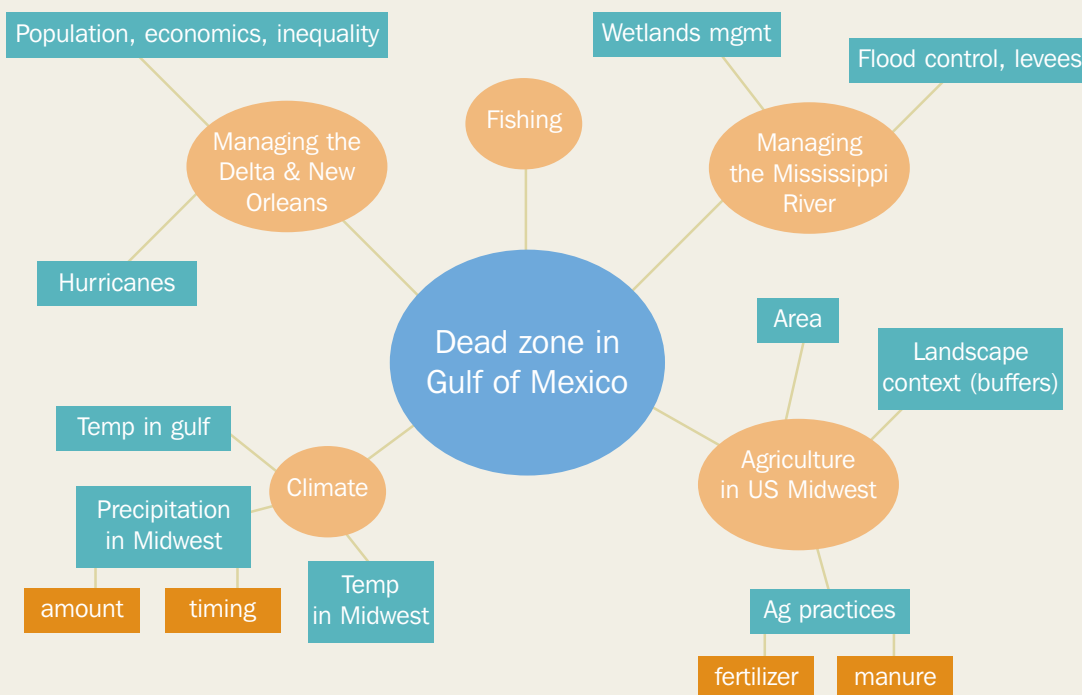 Population, economics, inequality
Wetlands mgmt
Flood control, levees
Fishing
Managing the
Delta & New
Orleans
Managing
the Mississippi
River
Hurricanes
Area
Dead zone in
Gulf of Mexico
Landscape
context (buffers)
Temp in gulf
Climate
Agriculture
in US Midwest
Precipitation
in Midwest
Temp
in Midwest
amount
timing
Ag practices
fertilizer
manure